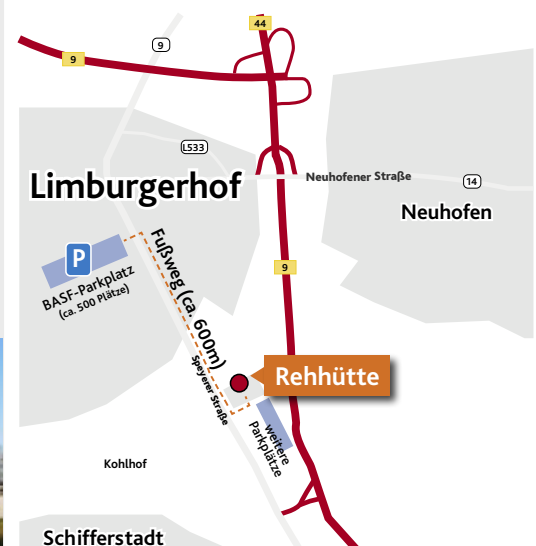 44
9
9
L533
Neuhofener Straße
14
Limburgerhof
Neuhofen
P
BASF-Parkplatz
(ca. 500 Plätze)
Fußweg (ca. 600m)
9
Rehhütte
Speyerer Straße
weitere
Parkplätze
Kohlhof
Schifferstadt